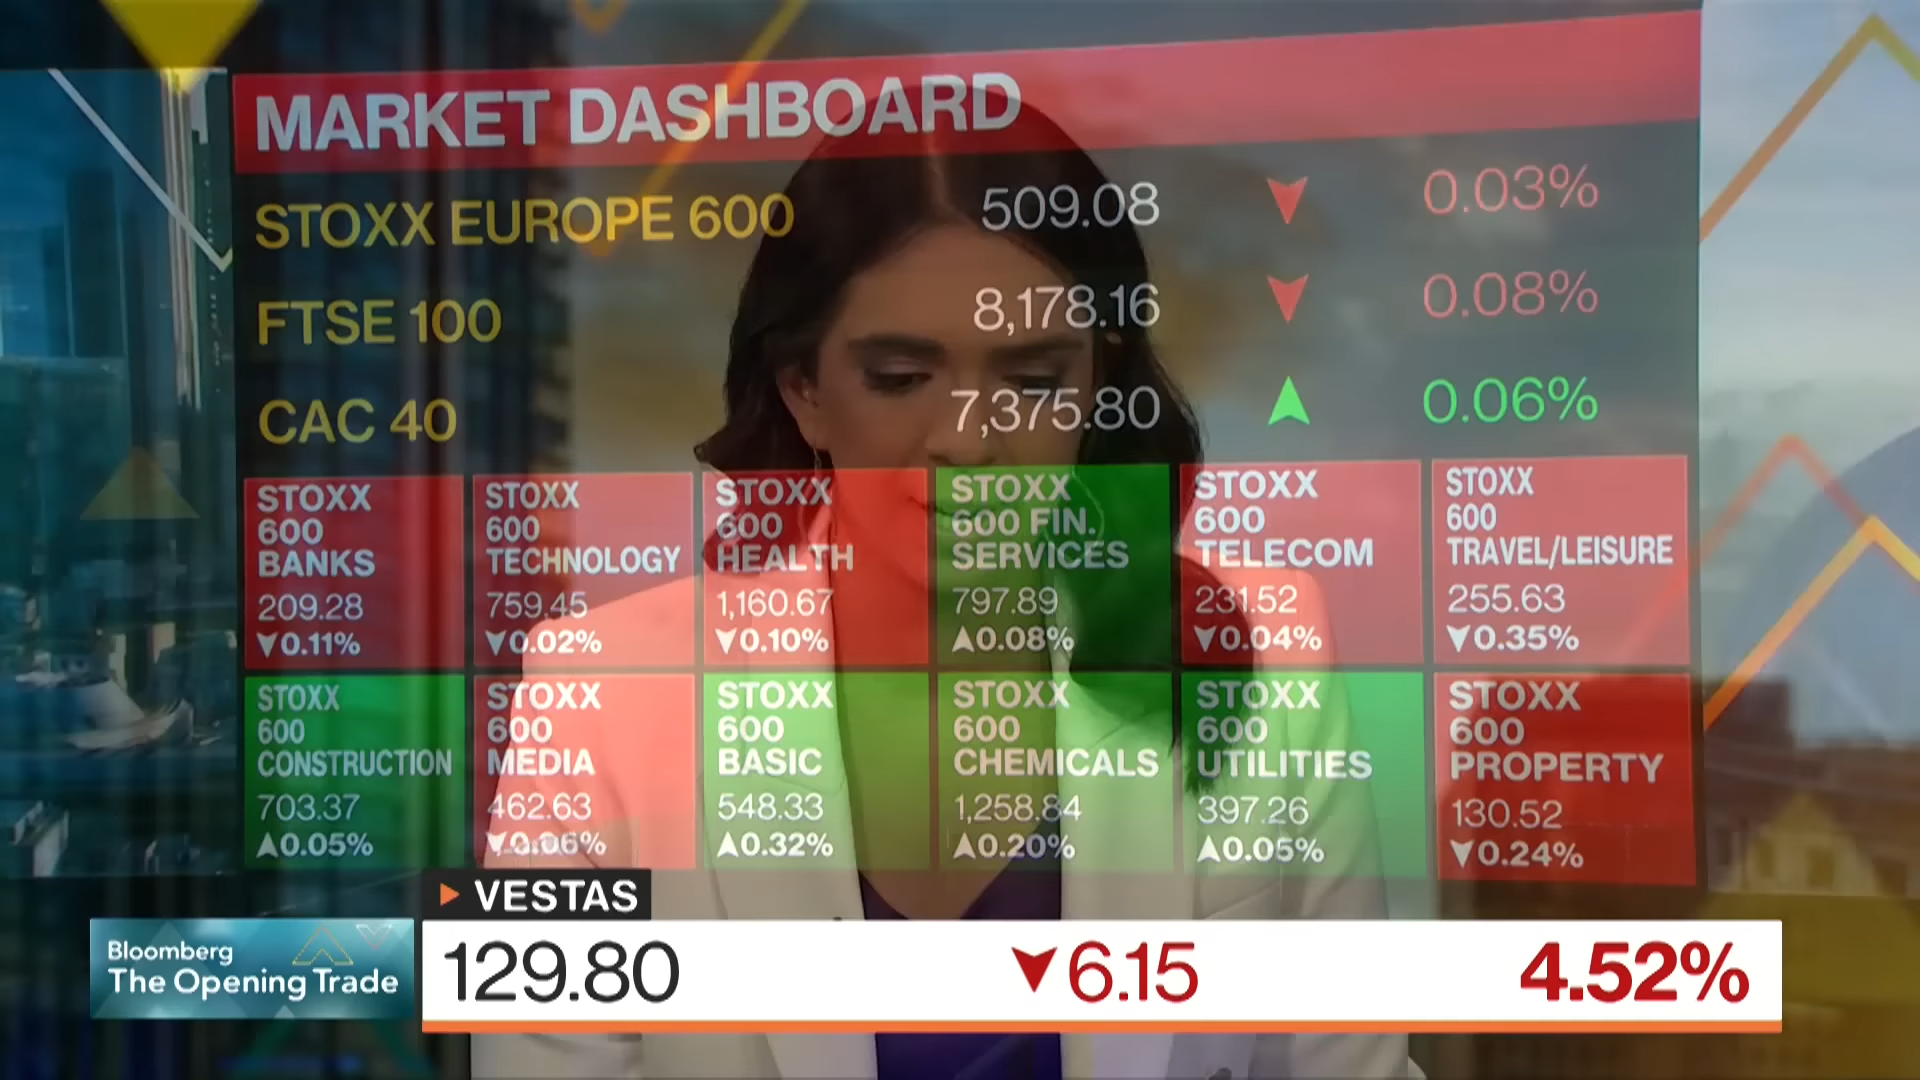 MARKET DASHBOARD
STOXX EUROPE 600 509.08 ▼ 0.03%
FTSE 100 8,178.16 ▼ 0.08%
CAC 40 7,375.80 ▲ 0.06%
STOXX
600
BANKS
209.28
▼0.11%
STOXX
600
TECHNOLOGY
759.45
▼0.02%
STOXX
600
HEALTH
1,160.67
▼0.10%
STOXX
600 FIN.
SERVICES
797.89
▲0.08%
STOXX
600
TELECOM
231.52
▼0.04%
STOXX
600
TRAVEL/LEISURE
255.63
▼0.35%
STOXX
600
CONSTRUCTION
703.37
▲0.05%
STOXX
600
MEDIA
462.63
▼0.06%
STOXX
600
BASIC
548.33
▲0.32%
STOXX
600
CHEMICALS
1,258.84
▲0.20%
STOXX
600
UTILITIES
397.26
▲0.05%
STOXX
600
PROPERTY
130.52
▼0.24%
VESTAS
129.80 ▼6.15 4.52%
Bloomberg
The Opening Trade